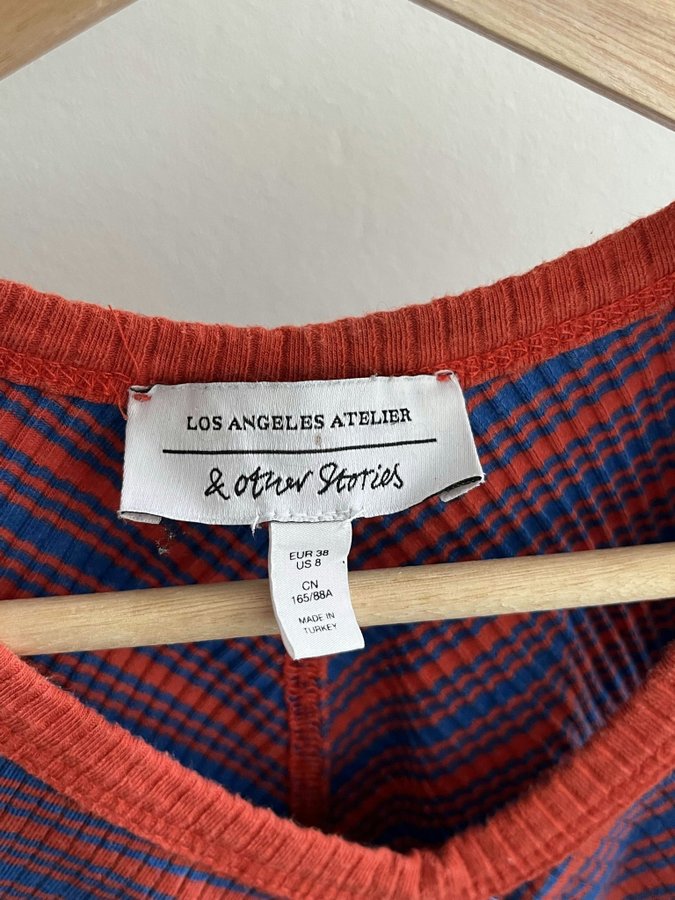 LOS ANGELES ATELIER
& other Stories
EUR 38
US 8
CN
165/88A
MADE IN
TURKEY